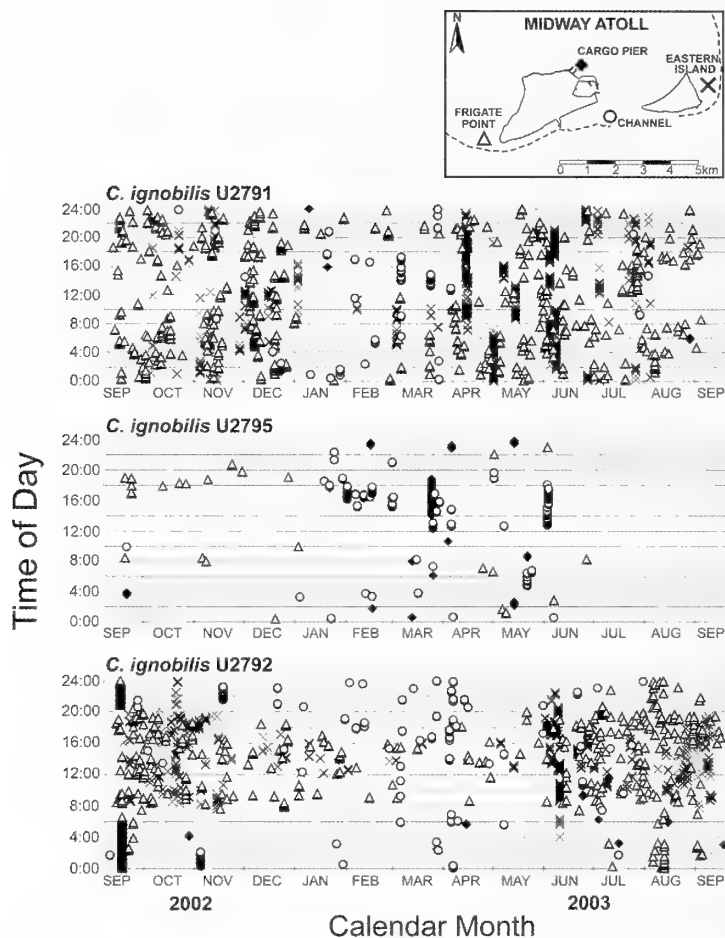 N
MIDWAY ATOLL
CARGO PIER
EASTERN
ISLAND
FRIGATE
POINT
CHANNEL
0 1 2 3 4 5km
C. ignobilis U2791
24:00
20:00
16:00
12:00
8:00
4:00
0:00
SEP OCT NOV DEC JAN FEB MAR APR MAY JUN JUL AUG SEP
C. ignobilis U2795
24:00
20:00
16:00
12:00
8:00
4:00
0:00
SEP OCT NOV DEC JAN FEB MAR APR MAY JUN JUL AUG SEP
C. ignobilis U2792
24:00
20:00
16:00
12:00
8:00
4:00
0:00
SEP OCT NOV DEC JAN FEB MAR APR MAY JUN JUL AUG SEP
2002 2003
Time of Day
Calendar Month